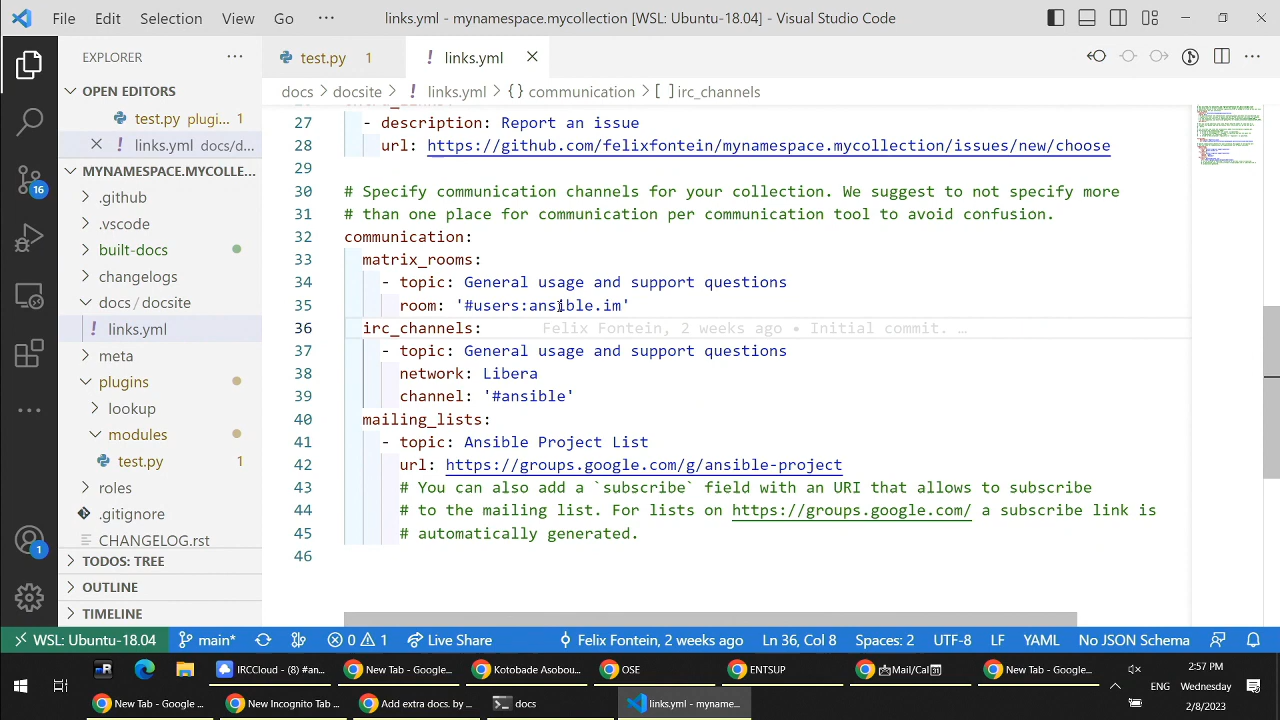 File Edit Selection View Go ··· links.yml - mynamespace.mycollection [WSL: Ubuntu-18.04] - Visual Studio Code
EXPLORER ···
test.py 1
links.yml
docs > docsite > ! links.yml > {} communication > [ ] irc_channels
OPEN EDITORS
test.py plugi... 1
links.yml docs/d...
MYNAMESPACE.MYCOLLE...
.github
.vscode
built-docs
changelogs
docs / docsite
! links.yml
meta
plugins
lookup
modules
test.py 1
roles
.gitignore
CHANGELOG.rst
TODOS: TREE
OUTLINE
TIMELINE
16
1
27 - description: Report an issue
28 url: https://github.com/felixfontein/mynamespace.mycollection/issues/new/choose
29
30 # Specify communication channels for your collection. We suggest to not specify more
31 # than one place for communication per communication tool to avoid confusion.
32 communication:
33 matrix_rooms:
34 - topic: General usage and support questions
35 room: '#users:ansible.im'
36 irc_channels: Felix Fontein, 2 weeks ago • Initial commit. …
37 - topic: General usage and support questions
38 network: Libera
39 channel: '#ansible'
40 mailing_lists:
41 - topic: Ansible Project List
42 url: https://groups.google.com/g/ansible-project
43 # You can also add a `subscribe` field with an URI that allows to subscribe
44 # to the mailing list. For lists on https://groups.google.com/ a subscribe link is
45 # automatically generated.
46
WSL: Ubuntu-18.04 main* 0 1 Live Share Felix Fontein, 2 weeks ago Ln 36, Col 8 Spaces: 2 UTF-8 LF YAML No JSON Schema
IRCCloud - (8) #an... New Tab - Google... Kotobade Asobou... OSE ENTSUP Mail/Cal New Tab - Google...
New Tab - Google ... New Incognito Tab ... Add extra docs. by ... docs links.yml - myname...
ENG
2:57 PM
Wednesday
2/8/2023